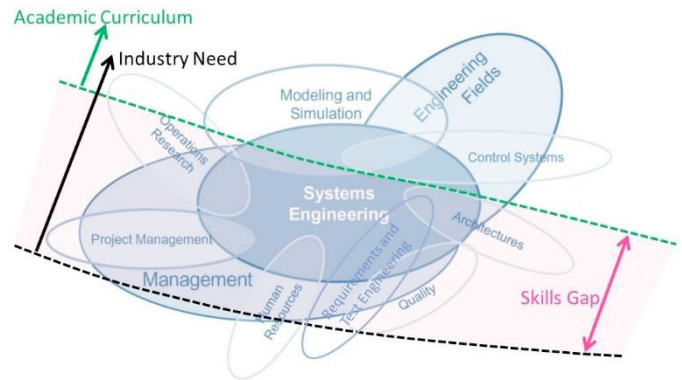 Academic Curriculum
Industry Need
Modeling and
Simulation
Engineering
Fields
Operations
Research
Control Systems
Systems
Engineering
Architectures
Project Management
Management
Human
Resources
Requirements and
Test Engineering
Quality
Skills Gap